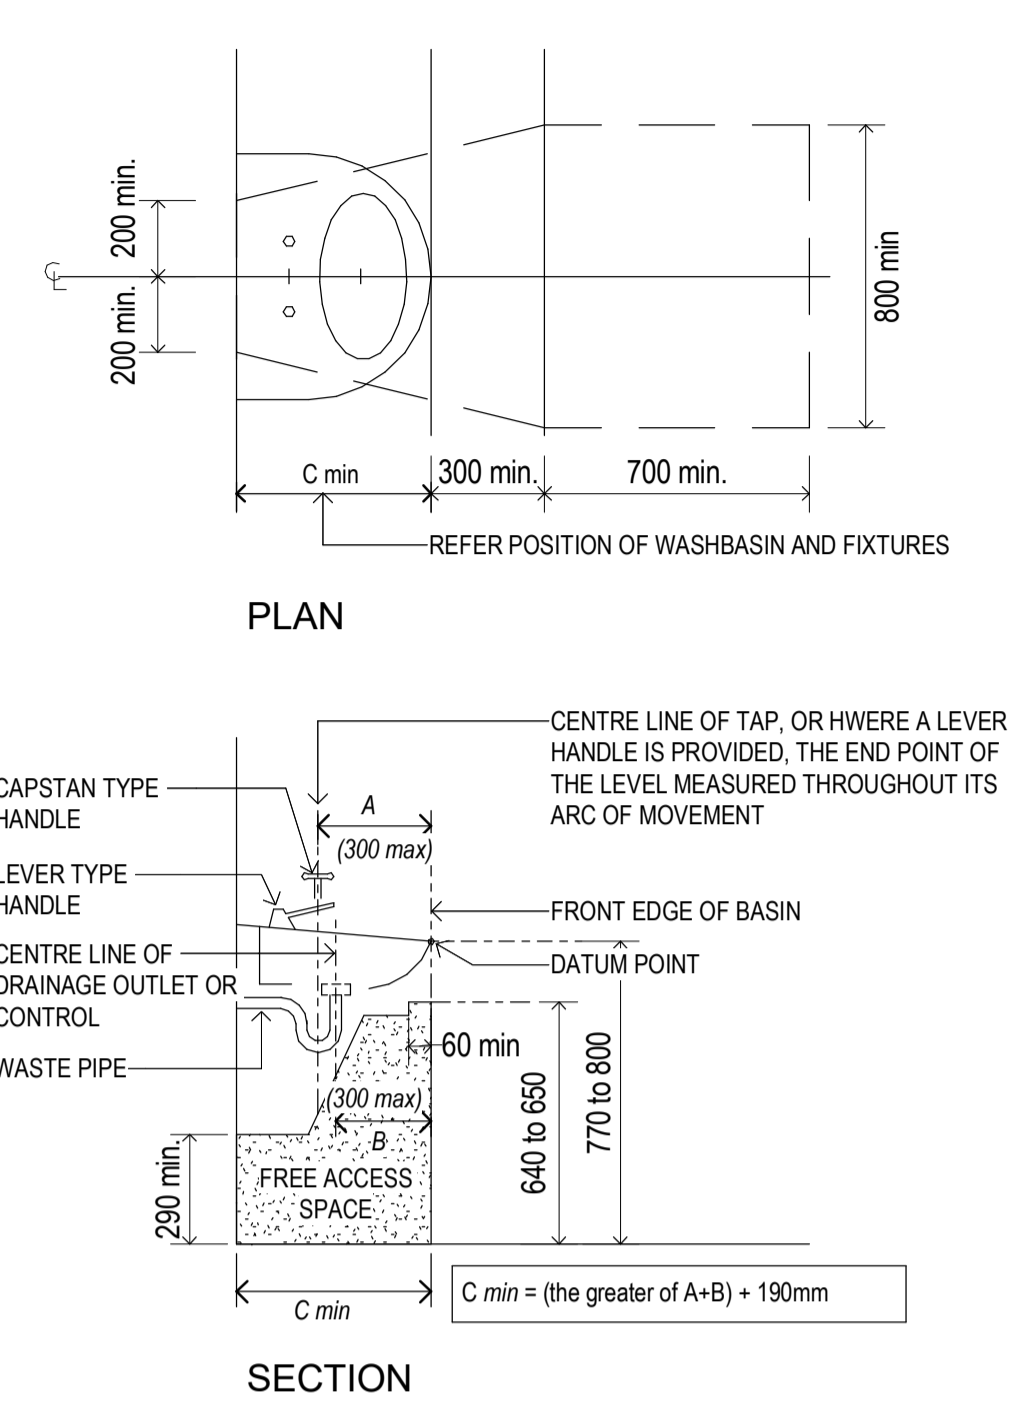 200 min.
200 min.
800 min
C min
300 min.
700 min.
REFER POSITION OF WASHBASIN AND FIXTURES
PLAN
CENTRE LINE OF TAP, OR HWERE A LEVER
HANDLE IS PROVIDED, THE END POINT OF
THE LEVEL MEASURED THROUGHOUT ITS
ARC OF MOVEMENT
CAPSTAN TYPE
HANDLE
A
(300 max)
LEVER TYPE
HANDLE
FRONT EDGE OF BASIN
CENTRE LINE OF
DRAINAGE OUTLET OR
CONTROL
DATUM POINT
WASTE PIPE
60 min
(300 max)
B
640 to 650
770 to 800
290 min.
FREE ACCESS
SPACE
C min
C min = (the greater of A+B) + 190mm
SECTION